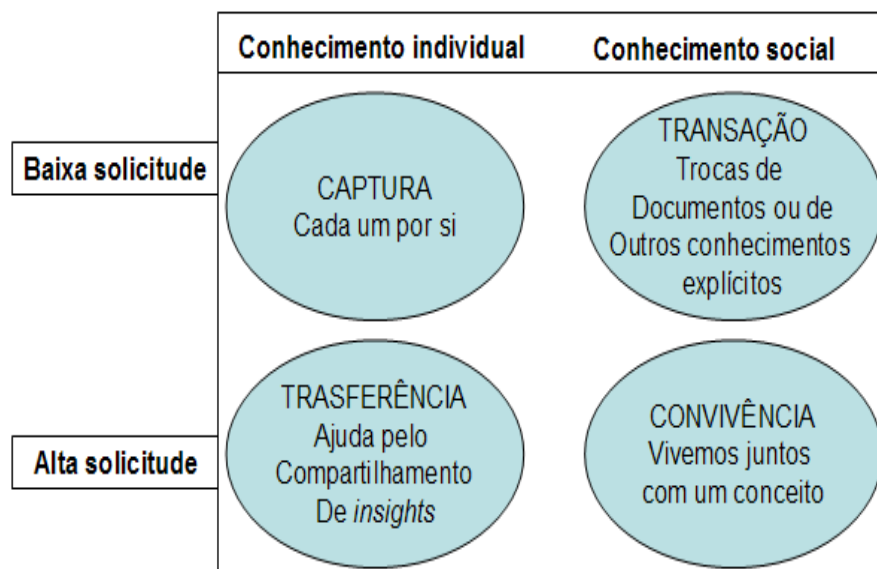 Conhecimento individual
Conhecimento social
Baixa solicitude
CAPTURA
Cada um por si
TRANSAÇÃO
Trocas de
Documentos ou de
Outros conhecimentos
explícitos
Alta solicitude
TRASFERÊNCIA
Ajuda pelo
Compartilhamento
De insights
CONVIVÊNCIA
Vivemos juntos
com um conceito